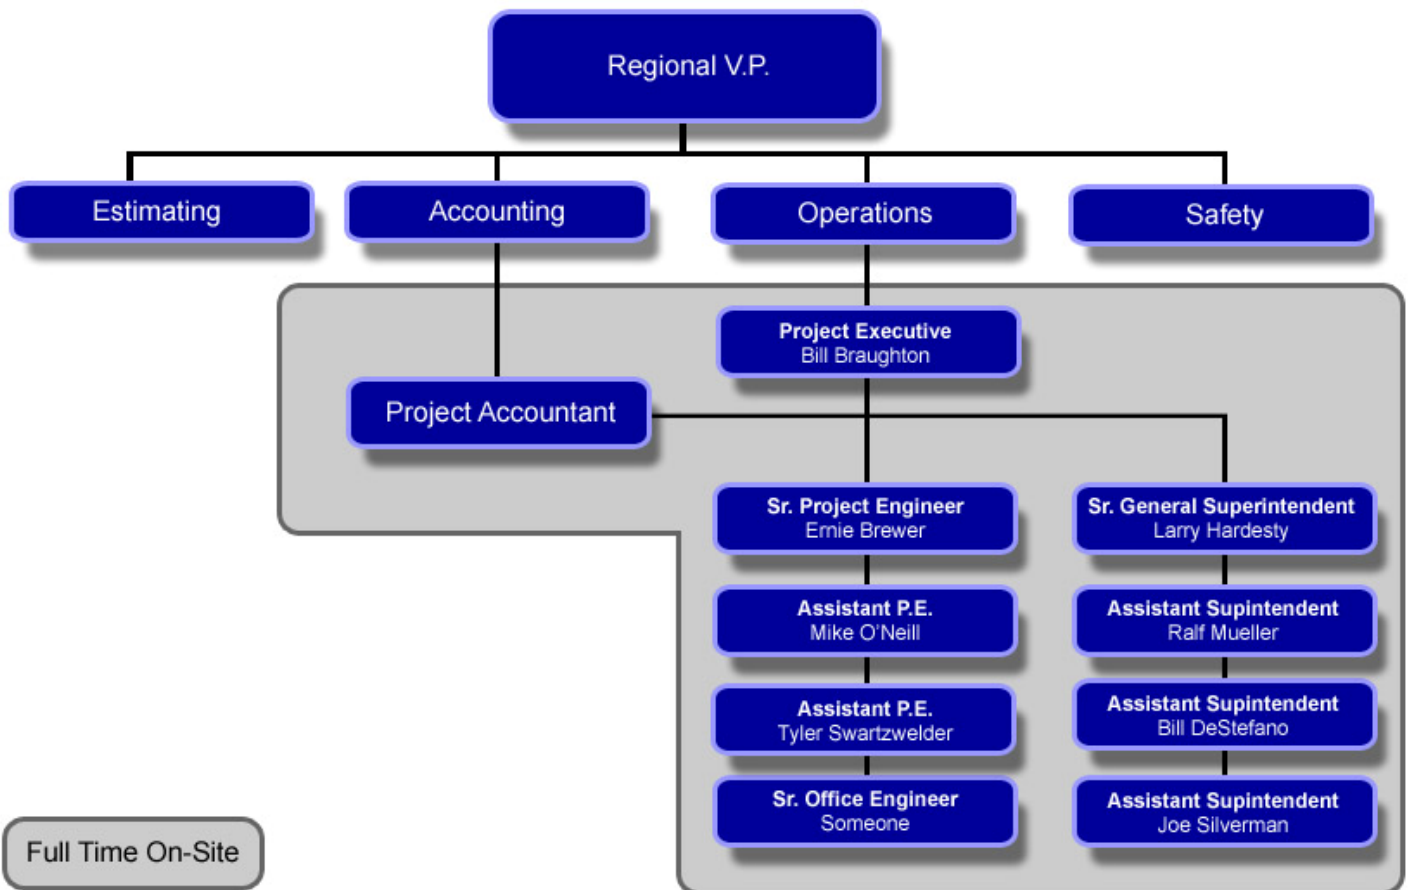 Regional V.P.
Estimating
Accounting
Operations
Safety
Project Executive
Bill Braughton
Project Accountant
Sr. Project Engineer
Ernie Brewer
Sr. General Superintendent
Larry Hardesty
Assistant P.E.
Mike O'Neill
Assistant Supintendent
Ralf Mueller
Assistant P.E.
Tyler Swartzwelder
Assistant Supintendent
Bill DeStefano
Sr. Office Engineer
Someone
Assistant Supintendent
Joe Silverman
Full Time On-Site